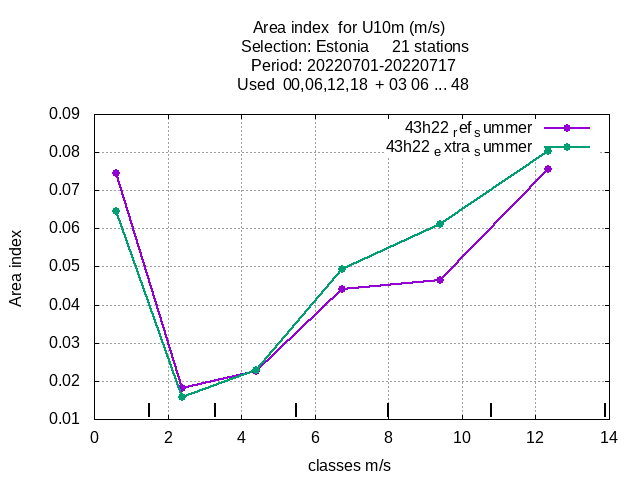 Area index  for U10m (m/s)
Selection: Estonia     21 stations
Period: 20220701-20220717
Used  00,06,12,18  + 03 06 ... 48
0.09
43h22 ref summer
0.08
43h22 extra summer
0.07
0.06
Area index
0.05
0.04
0.03
0.02
0.01
0 2 4 6 8 10 12 14
classes m/s